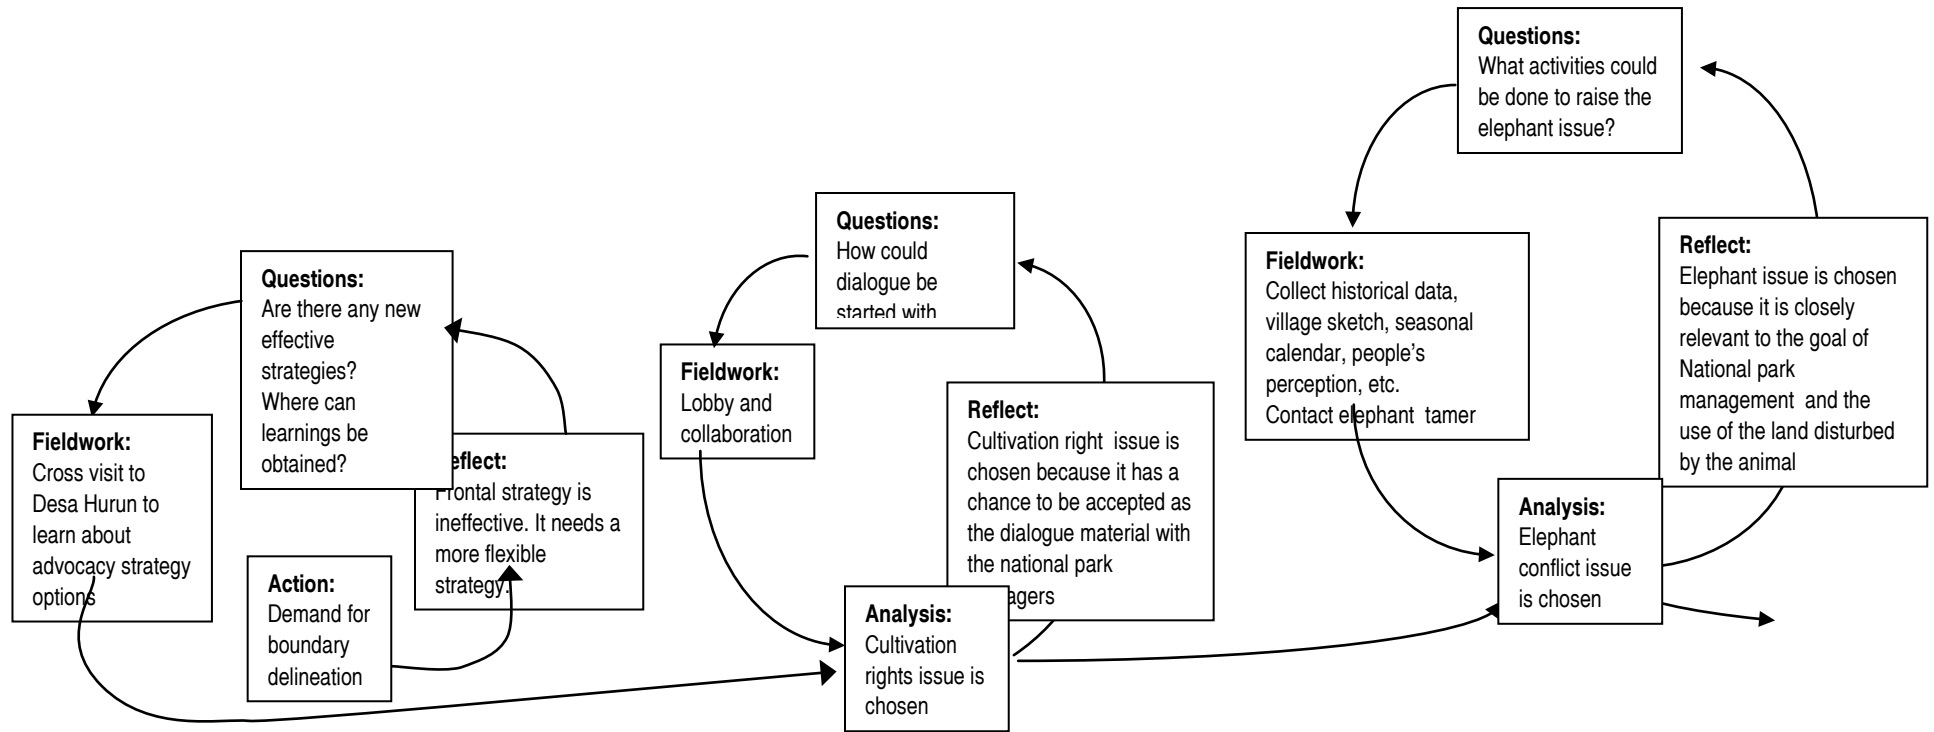 Questions:
Are there any new
effective
strategies?
Where can
learnings be
obtained?
Fieldwork:
Cross visit to
Desa Hurun to
learn about
advocacy strategy
options
Action:
Demand for
boundary
delineation
eflect:
Frontal strategy is
ineffective. It needs a
more flexible
strategy.
Questions:
How could
dialogue be
started with
Fieldwork:
Lobby and
collaboration
Reflect:
Cultivation right issue is
chosen because it has a
chance to be accepted as
the dialogue material with
the national park
agers
Analysis:
Cultivation
rights issue is
chosen
Questions:
What activities could
be done to raise the
elephant issue?
Fieldwork:
Collect historical data,
village sketch, seasonal
calendar, people's
perception, etc.
Contact elephant tamer
Reflect:
Elephant issue is chosen
because it is closely
relevant to the goal of
National park
management and the
use of the land disturbed
by the animal
Analysis:
Elephant
conflict issue
is chosen